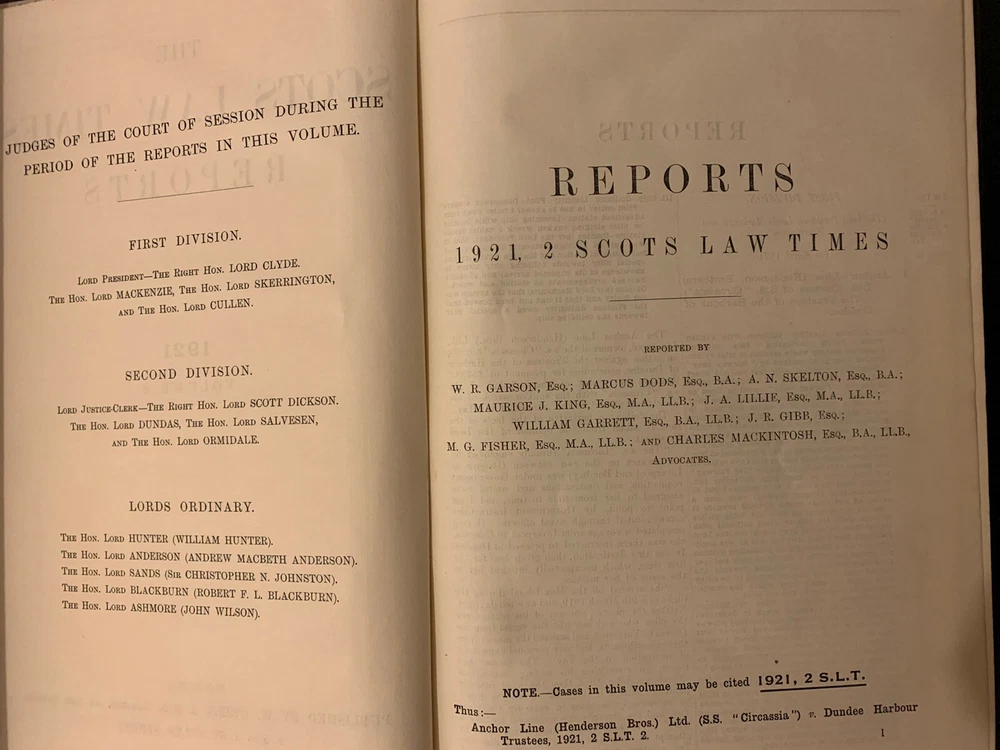 JUDGES OF THE COURT OF SESSION DURING THE
PERIOD OF THE REPORTS IN THIS VOLUME.
FIRST DIVISION.
LORD PRESIDENT—THE RIGHT HON. LORD CLYDE.
THE HON. LORD MACKENZIE, THE HON. LORD SKERRINGTON,
AND THE HON. LORD CULLEN.
SECOND DIVISION.
LORD JUSTICE-CLERK—THE RIGHT HON. LORD SCOTT DICKSON.
THE HON. LORD DUNDAS, THE HON. LORD SALVESEN,
AND THE HON. LORD ORMIDALE.
LORDS ORDINARY.
THE HON. LORD HUNTER (WILLIAM HUNTER).
THE HON. LORD ANDERSON (ANDREW MACBETH ANDERSON).
THE HON. LORD SANDS (SIR CHRISTOPHER N. JOHNSTON).
THE HON. LORD BLACKBURN (ROBERT F. L. BLACKBURN).
THE HON. LORD ASHMORE (JOHN WILSON).
REPORTS
1921, 2 SCOTS LAW TIMES
REPORTED BY
W. R. GARSON, ESQ.; MARCUS DODS, ESQ., B.A.; A. N. SKELTON, ESQ., B.A.;
MAURICE J. KING, ESQ., M.A., LL.B.; J. A. LILLIE, ESQ., M.A., LL.B.;
WILLIAM GARRETT, ESQ., B.A., LL.B.; J. R. GIBB, ESQ.;
M. G. FISHER, ESQ., M.A., LL.B.; AND CHARLES MACKINTOSH, ESQ., B.A., LL.B.,
ADVOCATES.
NOTE.—Cases in this volume may be cited 1921, 2 S.L.T.
Thus:—
Anchor Line (Henderson Bros.) Ltd. (S.S. "Circassia") v. Dundee Harbour
Trustees, 1921, 2 S.L.T. 2.
1